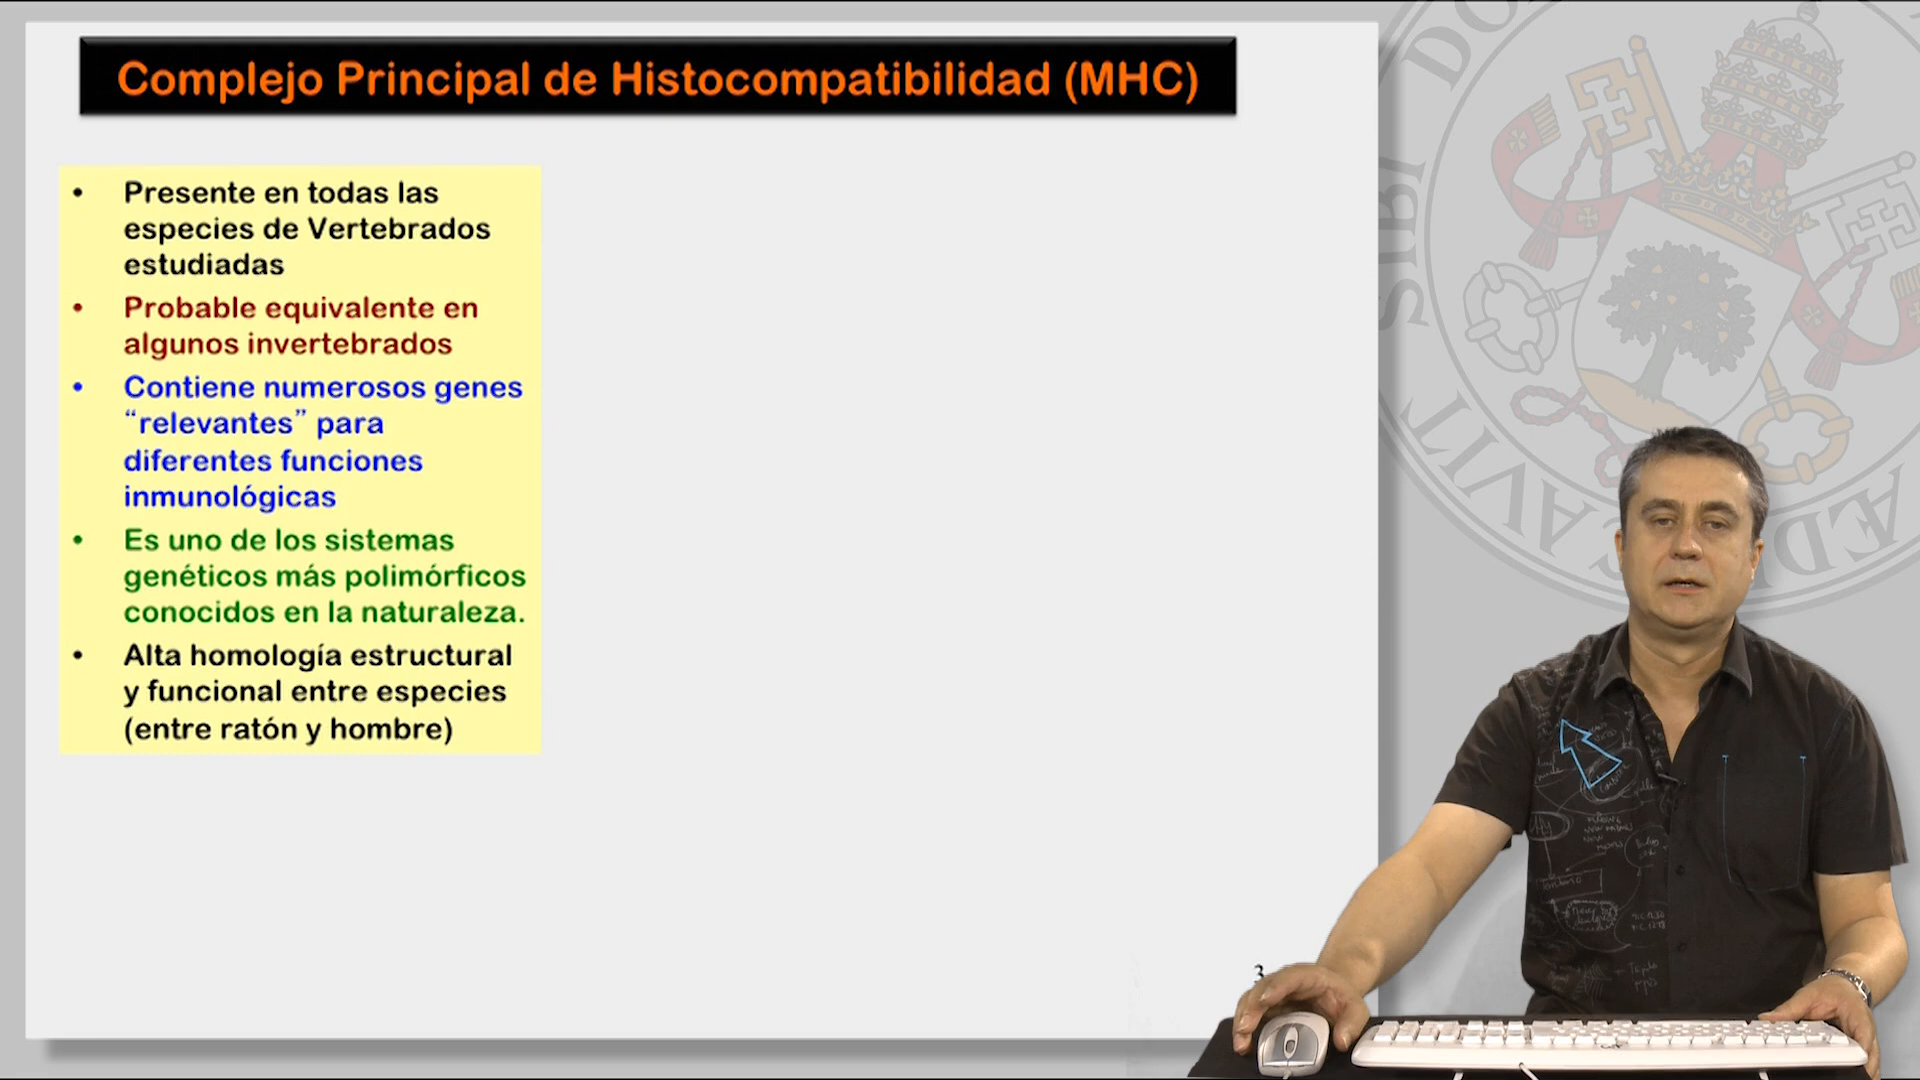 Complejo Principal de Histocompatibilidad (MHC)
• Presente en todas las
especies de Vertebrados
estudiadas
• Probable equivalente en
algunos invertebrados
• Contiene numerosos genes
“relevantes” para
diferentes funciones
inmunológicas
• Es uno de los sistemas
genéticos más polimórficos
conocidos en la naturaleza.
• Alta homología estructural
y funcional entre especies
(entre ratón y hombre)
3
SIBI